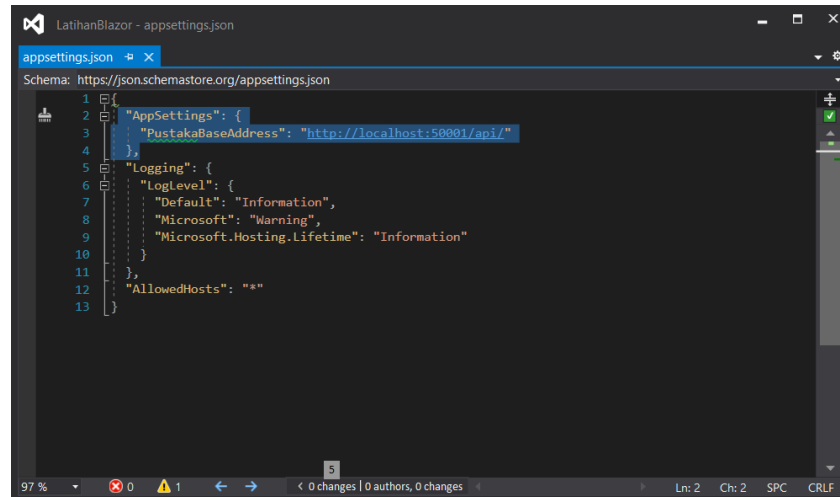 LatihanBlazor - appsettings.json
appsettings.json
Schema: https://json.schemastore.org/appsettings.json
1 {
2 "AppSettings": {
3 "PustakaBaseAddress": "http://localhost:50001/api/"
4 },
5 "Logging": {
6 "LogLevel": {
7 "Default": "Information",
8 "Microsoft": "Warning",
9 "Microsoft.Hosting.Lifetime": "Information"
10 }
11 },
12 "AllowedHosts": "*"
13 }
5
97 % 0 1 0 changes | 0 authors, 0 changes Ln: 2 Ch: 2 SPC CRLF